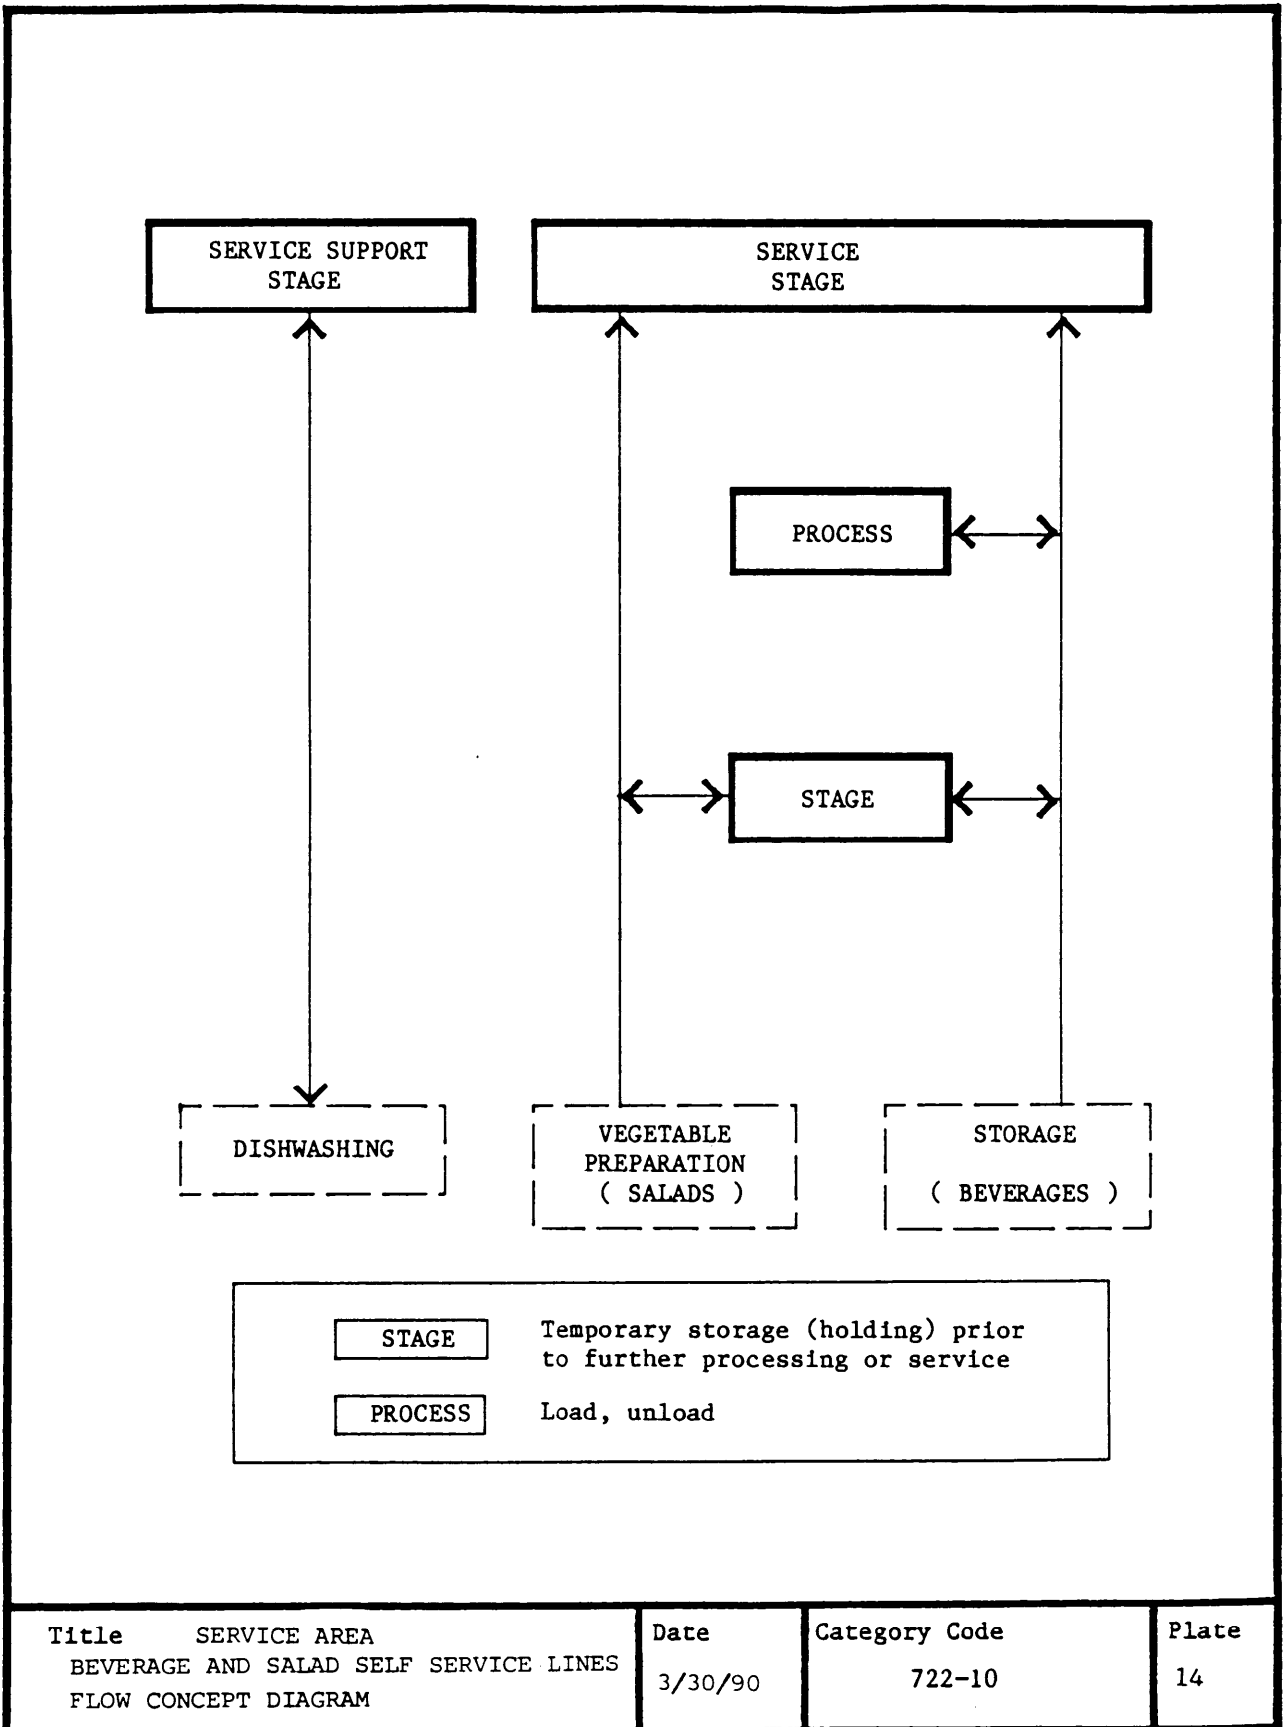 SERVICE SUPPORT
STAGE
SERVICE
STAGE
PROCESS
STAGE
DISHWASHING
VEGETABLE
PREPARATION
( SALADS )
STORAGE
( BEVERAGES )
STAGE
Temporary storage (holding) prior
to further processing or service
PROCESS
Load, unload
Title SERVICE AREA
BEVERAGE AND SALAD SELF SERVICE LINES
FLOW CONCEPT DIAGRAM
Date
3/30/90
Category Code
722-10
Plate
14